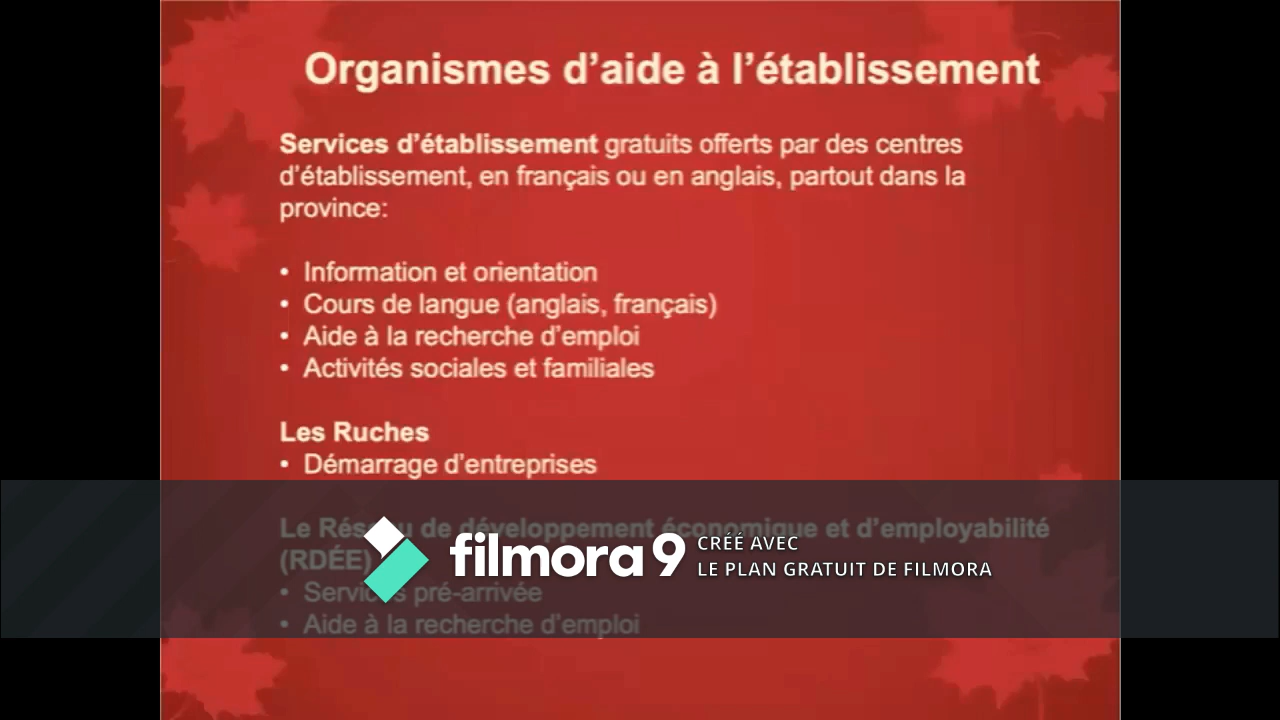 Organismes d’aide à l’établissement
Services d’établissement gratuits offerts par des centres
d’établissement, en français ou en anglais, partout dans la
province:
• Information et orientation
• Cours de langue (anglais, français)
• Aide à la recherche d’emploi
• Activités sociales et familiales
Les Ruches
• Démarrage d’entreprises
Le Réseau de développement économique et d’employabilité
(RDÉE)
• Services pré-arrivée
• Aide à la recherche d’emploi
filmora9
CRÉÉ AVEC
LE PLAN GRATUIT DE FILMORA